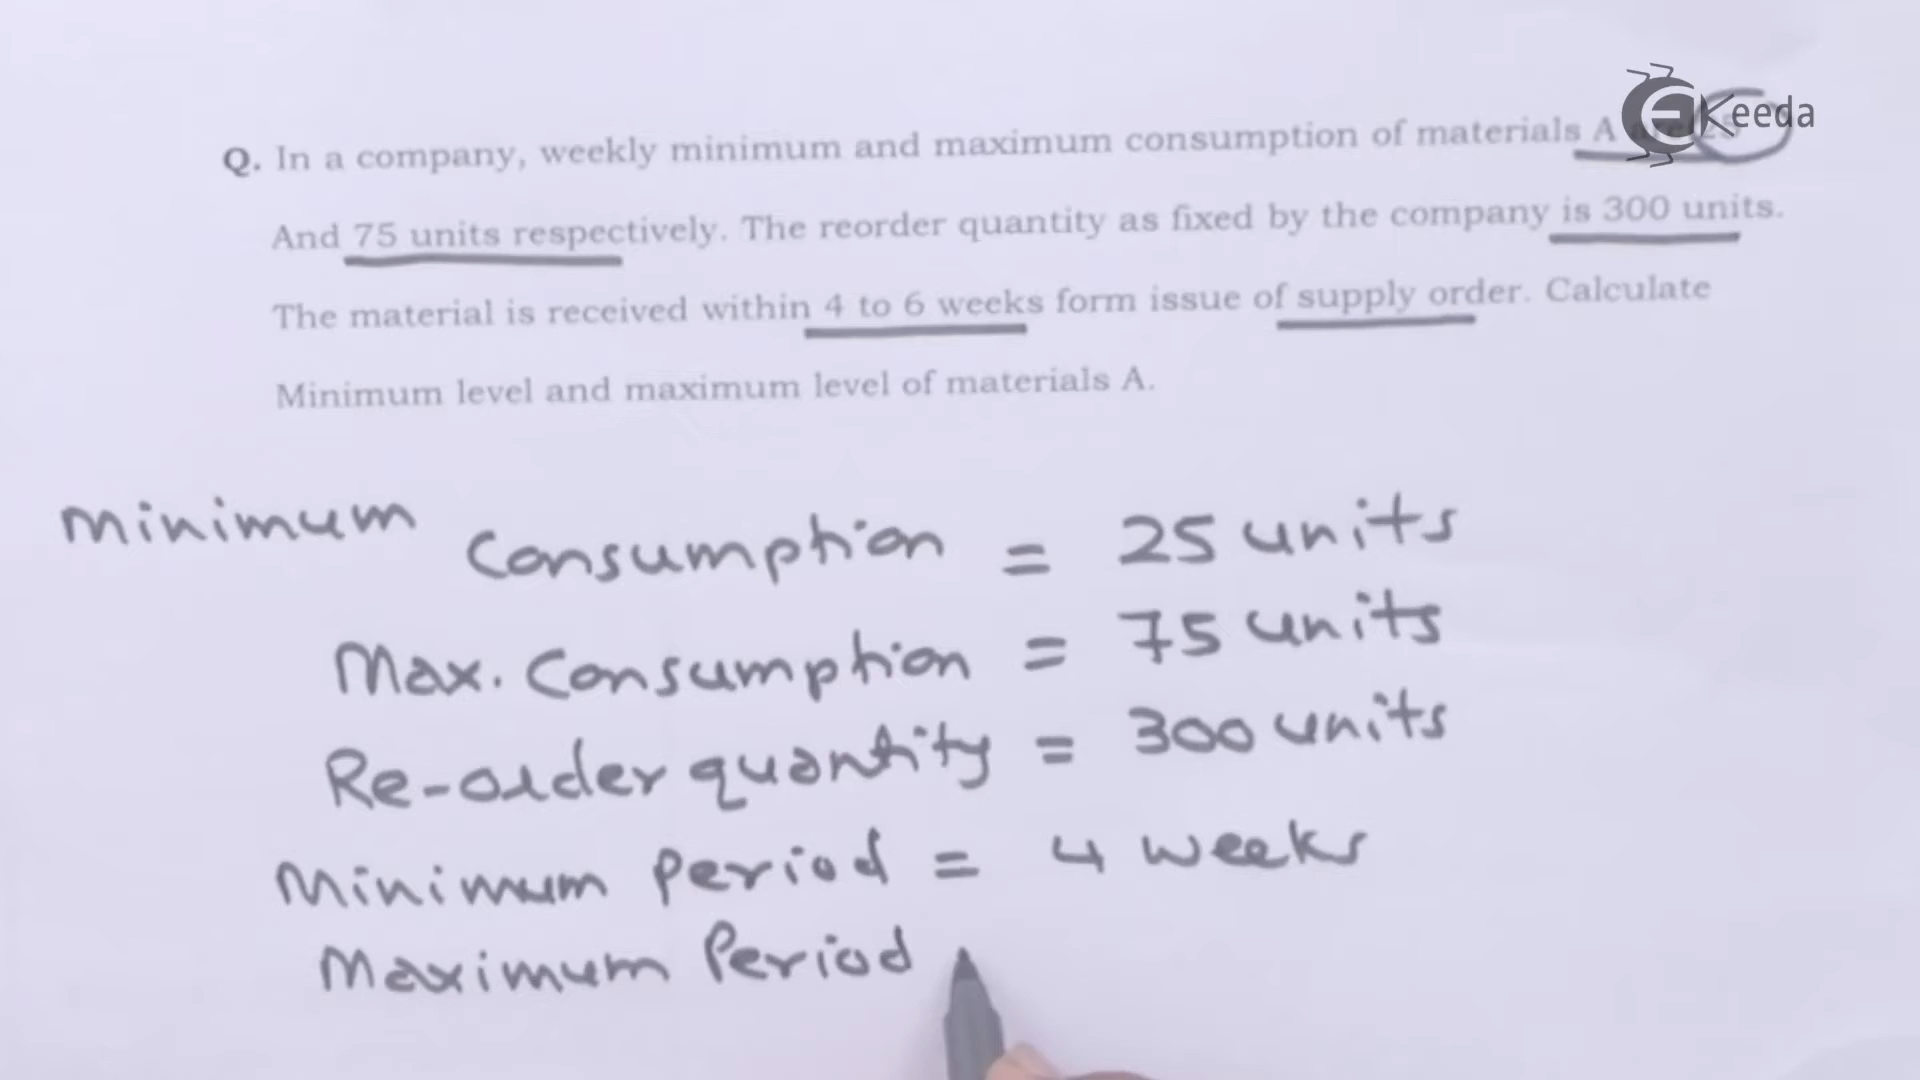 EKeeda
Q. In a company, weekly minimum and maximum consumption of materials A are 25
And 75 units respectively. The reorder quantity as fixed by the company is 300 units.
The material is received within 4 to 6 weeks form issue of supply order. Calculate
Minimum level and maximum level of materials A.
Minimum Consumption = 25 units
Max. Consumption = 75 units
Re-order quantity = 300 units
Minimum Period = 4 weeks
Maximum Period